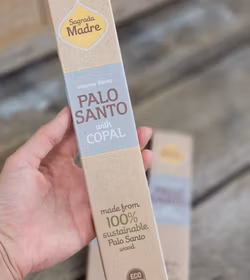 Sagrada
Madre
PALO
SANTO
with
COPAL
made from
100%
sustainable
Palo Santo
wood.
ECO